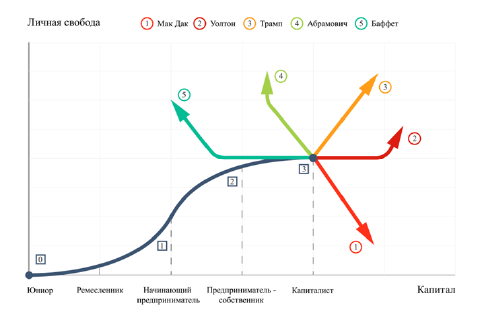 Личная свобода
1 Мак Дак 2 Уолтон 3 Трамп 4 Абрамович 5 Баффет
4
3
5
2
2
3
1
1
0
Юниор Ремесленник Начинающий Предприниматель - Капиталист Капитал
предприниматель собственник